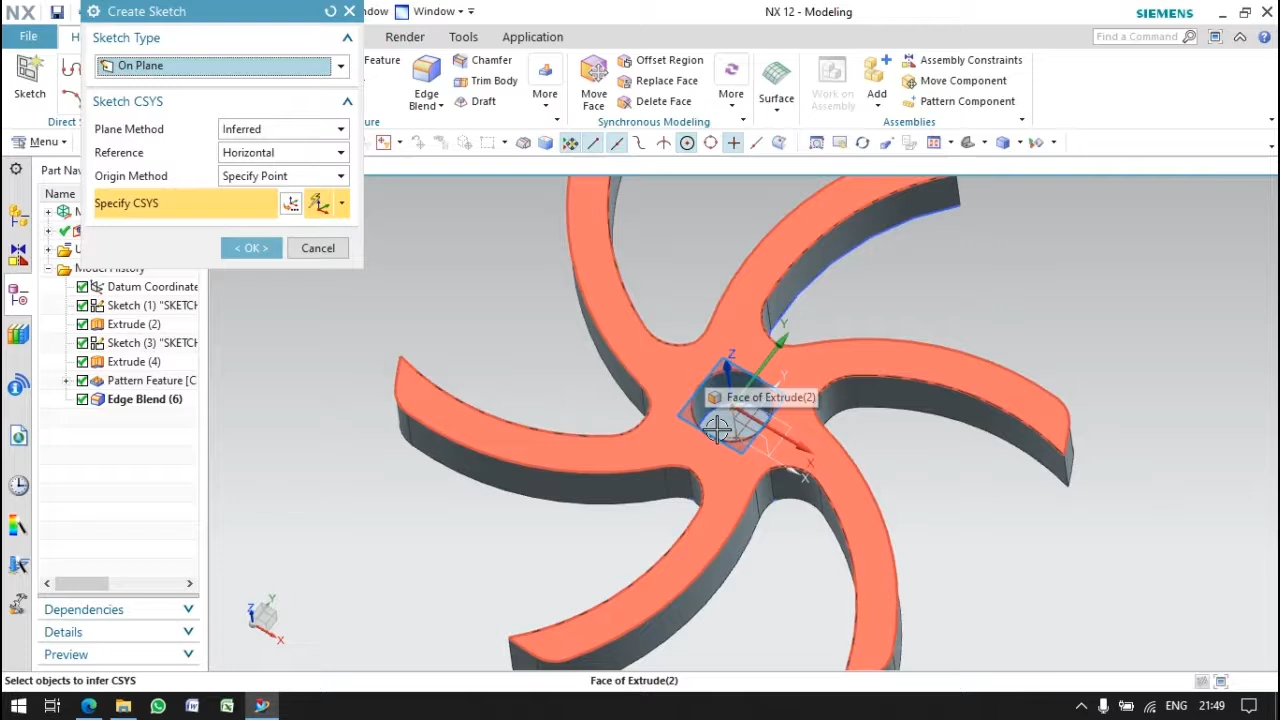 NX
Create Sketch
ndow
Window
NX 12 - Modeling
SIEMENS
File
H
Render
Tools
Application
Find a Command
Sketch Type
On Plane
Sketch
Direct S
Feature
Edge
Blend
Chamfer
Trim Body
Draft
More
ure
Move
Face
Offset Region
Replace Face
Delete Face
More
Synchronous Modeling
Surface
Work on
Assembly
Add
Assembly Constraints
Move Component
Pattern Component
Assemblies
Sketch CSYS
Plane Method
Inferred
Reference
Horizontal
Origin Method
Specify Point
Specify CSYS
< OK >
Cancel
Menu
Part Nav
Name
M
U
Model History
Datum Coordinate
Sketch (1) "SKETCH
Extrude (2)
Sketch (3) "SKETCH
Extrude (4)
Pattern Feature [C
Edge Blend (6)
Dependencies
Details
Preview
Y
Z
Y
Face of Extrude(2)
X
X
Z
Y
X
Select objects to infer CSYS
Face of Extrude(2)
ENG
21:49